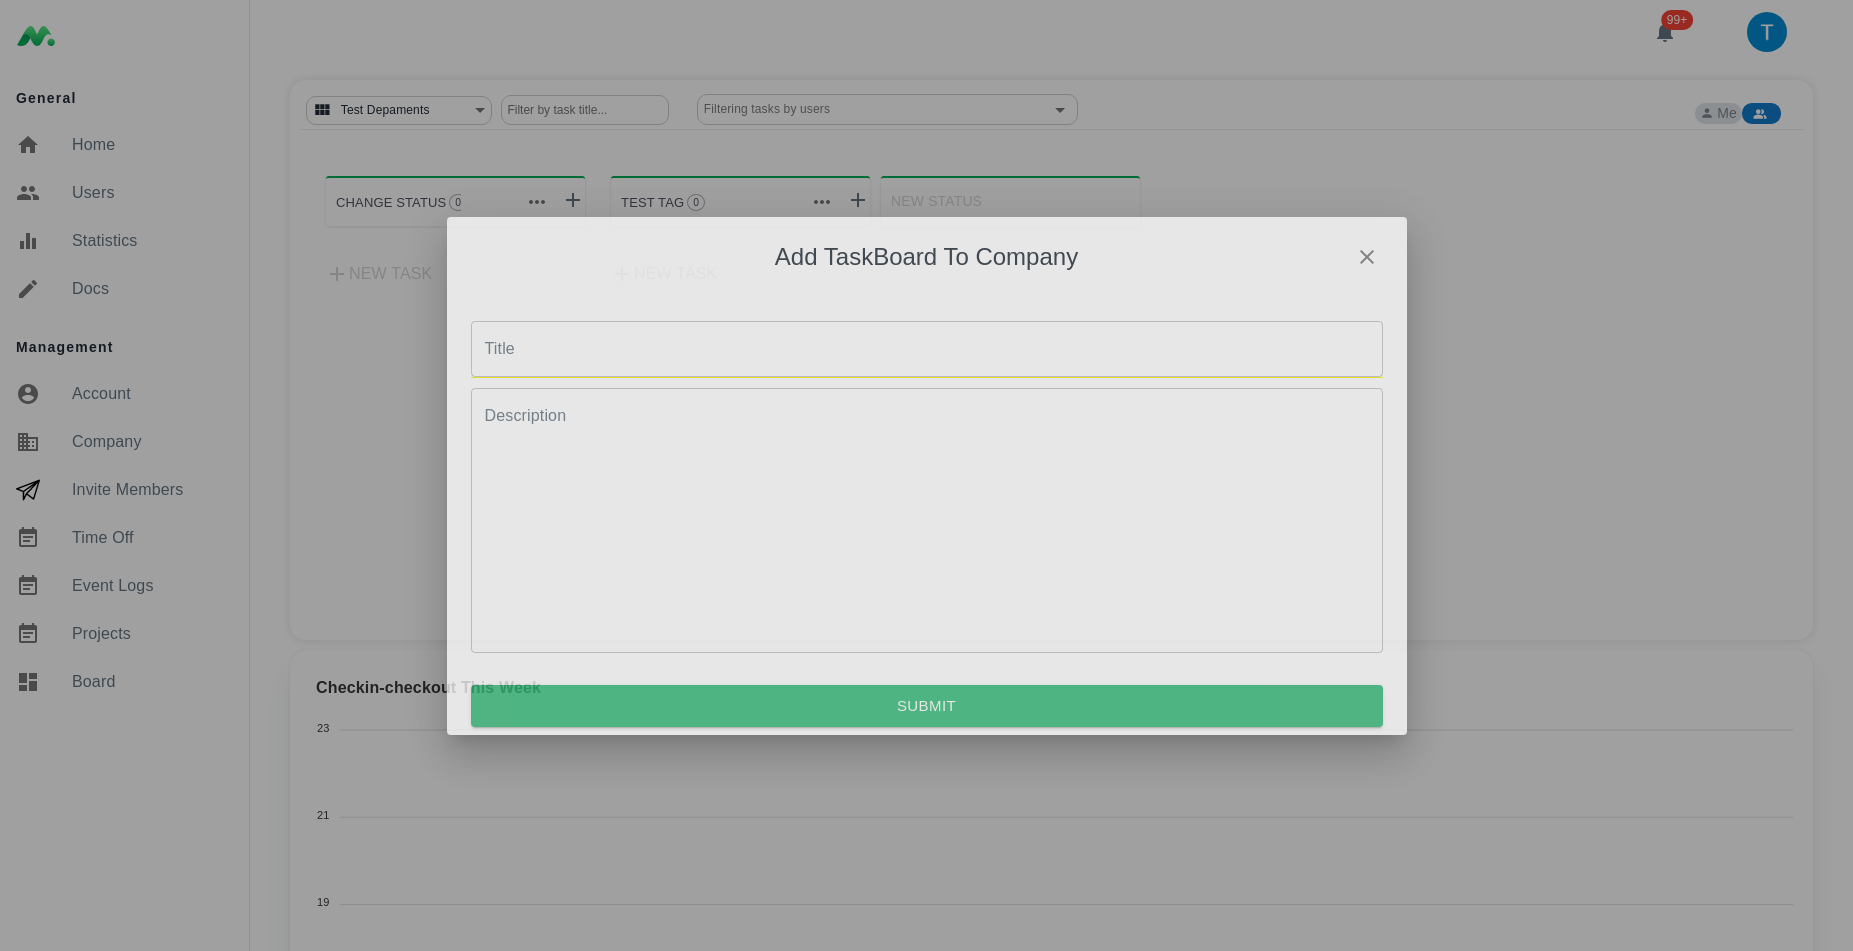 General
Home
Users
Statistics
Docs
Management
Account
Company
Invite Members
Time Off
Event Logs
Projects
Board
99+
T
Test Depaments
Filter by task title...
Filtering tasks by users
Me
CHANGE STATUS 0
TEST TAG 0
NEW STATUS
NEW TASK
NEW TASK
Add TaskBoard To Company
Title
Description
SUBMIT
Checkin-checkout This Week
23
21
19